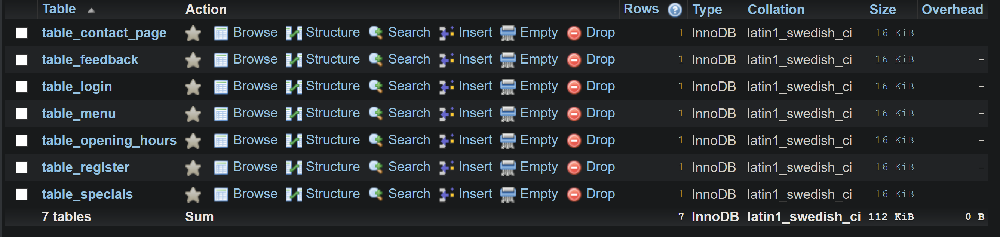 Table Action Rows Type Collation Size Overhead
table_contact_page Browse Structure Search Insert Empty Drop 1 InnoDB latin1_swedish_ci 16 KiB -
table_feedback Browse Structure Search Insert Empty Drop 1 InnoDB latin1_swedish_ci 16 KiB -
table_login Browse Structure Search Insert Empty Drop 1 InnoDB latin1_swedish_ci 16 KiB -
table_menu Browse Structure Search Insert Empty Drop 1 InnoDB latin1_swedish_ci 16 KiB -
table_opening_hours Browse Structure Search Insert Empty Drop 1 InnoDB latin1_swedish_ci 16 KiB -
table_register Browse Structure Search Insert Empty Drop 1 InnoDB latin1_swedish_ci 16 KiB -
table_specials Browse Structure Search Insert Empty Drop 1 InnoDB latin1_swedish_ci 16 KiB -
7 tables Sum 7 InnoDB latin1_swedish_ci 112 KiB 0 B